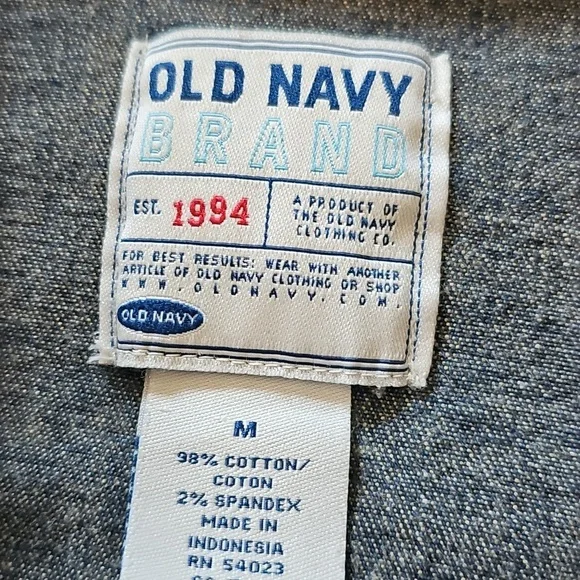 OLD NAVY
BRAND
EST. 1994
A PRODUCT OF
THE OLD NAVY
CLOTHING CO.
FOR BEST RESULTS: WEAR WITH ANOTHER
ARTICLE OF OLD NAVY CLOTHING OR SHOP
WWW.OLDNAVY.COM.
OLD NAVY
M
98% COTTON/
COTON
2% SPANDEX
MADE IN
INDONESIA
RN 54023